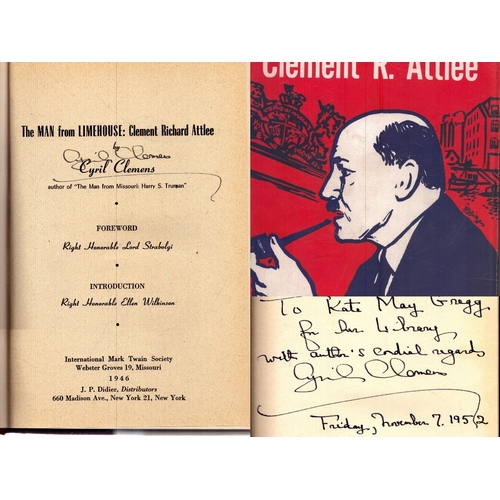 The MAN from LIMEHOUSE: Clement Richard Attlee
by
Cyril Clemens
Cyril Clemens
author of "The Man from Missouri: Harry S. Truman"
FOREWORD
Right Honorable Lord Strabolgi
INTRODUCTION
Right Honorable Ellen Wilkinson
International Mark Twain Society
Webster Groves 19, Missouri
1946
J. P. Didier, Distributors
660 Madison Ave., New York 21, New York
Clement R. Attlee
To Kate May Gregg
for her Library,
with author's cordial regards
Cyril Clemens
Friday, November 7. 1952